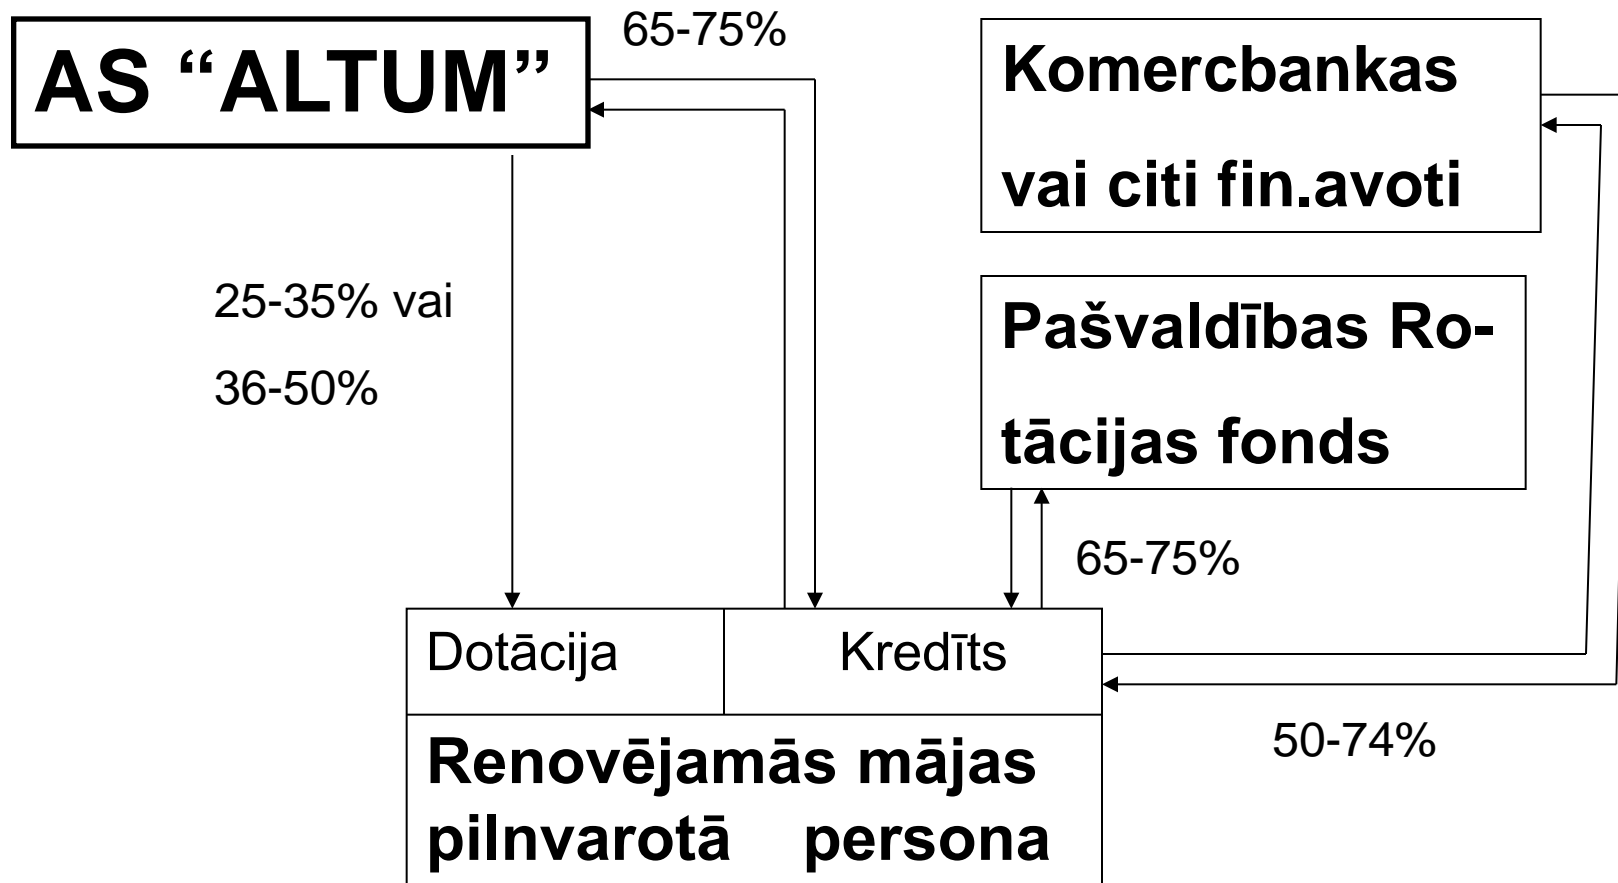 65-75%
AS “ALTUM”
Komercbankas
vai citi fin.avoti
25-35% vai
36-50%
Pašvaldības Ro-
tācijas fonds
65-75%
Dotācija
Kredīts
50-74%
Renovējamās mājas
pilnvarotā persona